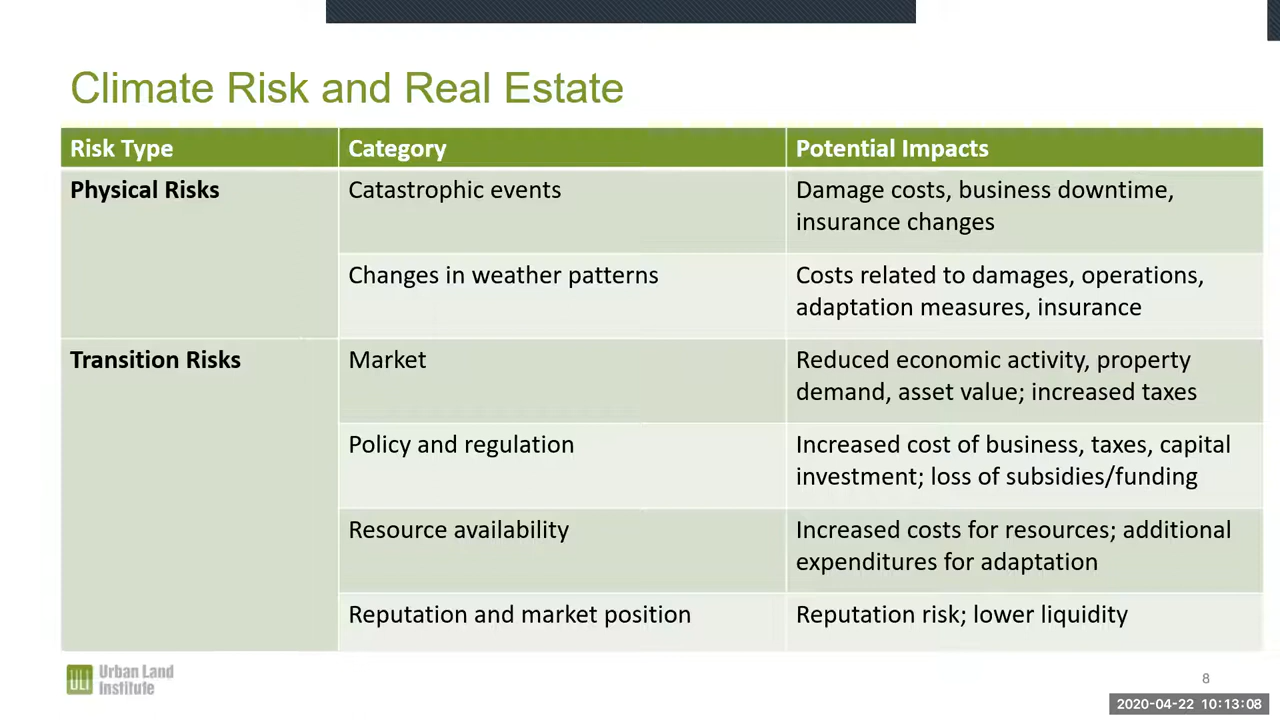 Climate Risk and Real Estate
Risk Type Category Potential Impacts
Physical Risks Catastrophic events Damage costs, business downtime,
insurance changes
Changes in weather patterns Costs related to damages, operations,
adaptation measures, insurance
Transition Risks Market Reduced economic activity, property
demand, asset value; increased taxes
Policy and regulation Increased cost of business, taxes, capital
investment; loss of subsidies/funding
Resource availability Increased costs for resources; additional
expenditures for adaptation
Reputation and market position Reputation risk; lower liquidity
ULI Urban Land
Institute
8
2020-04-22 10:13:08